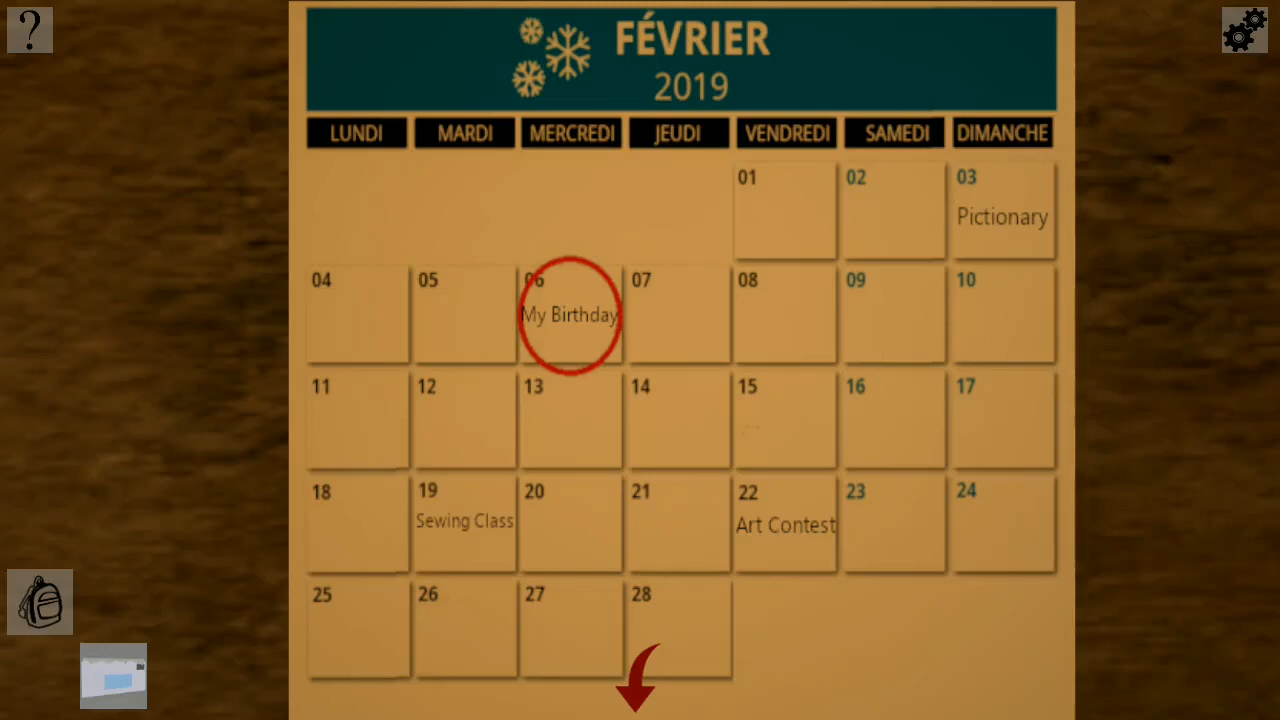 ?
FÉVRIER
2019
LUNDI MARDI MERCREDI JEUDI VENDREDI SAMEDI DIMANCHE
01 02 03
Pictionary
04 05 06 07 08 09 10
My Birthday
11 12 13 14 15 16 17
18 19 20 21 22 23 24
Sewing Class Art Contest
25 26 27 28